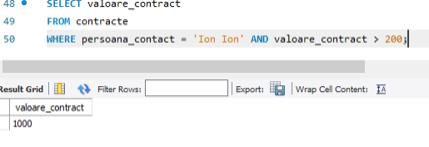 48 SELECT valoare_contract
49 FROM contracte
50 WHERE persoana_contact = 'Ion Ion' AND valoare_contract > 200;
Result Grid Filter Rows: Export: Wrap Cell Content: IA
valoare_contract
1000